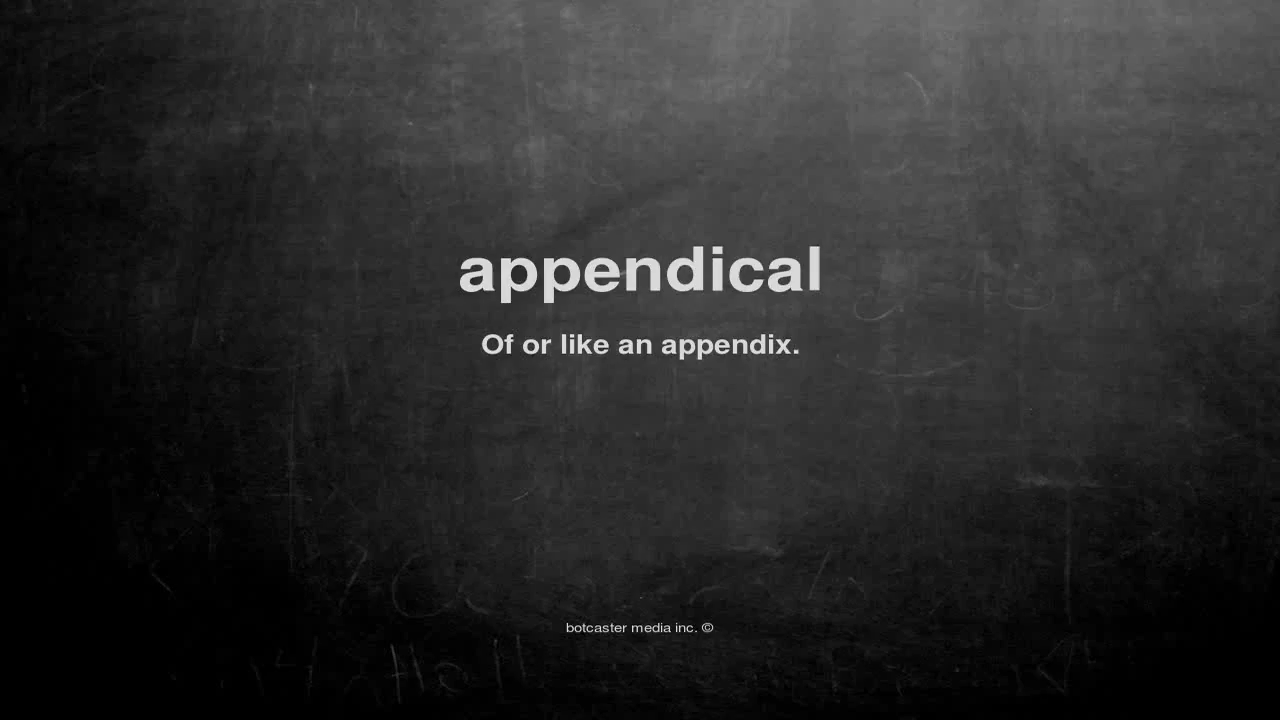 appendical
Of or like an appendix.
botcaster media inc. ©